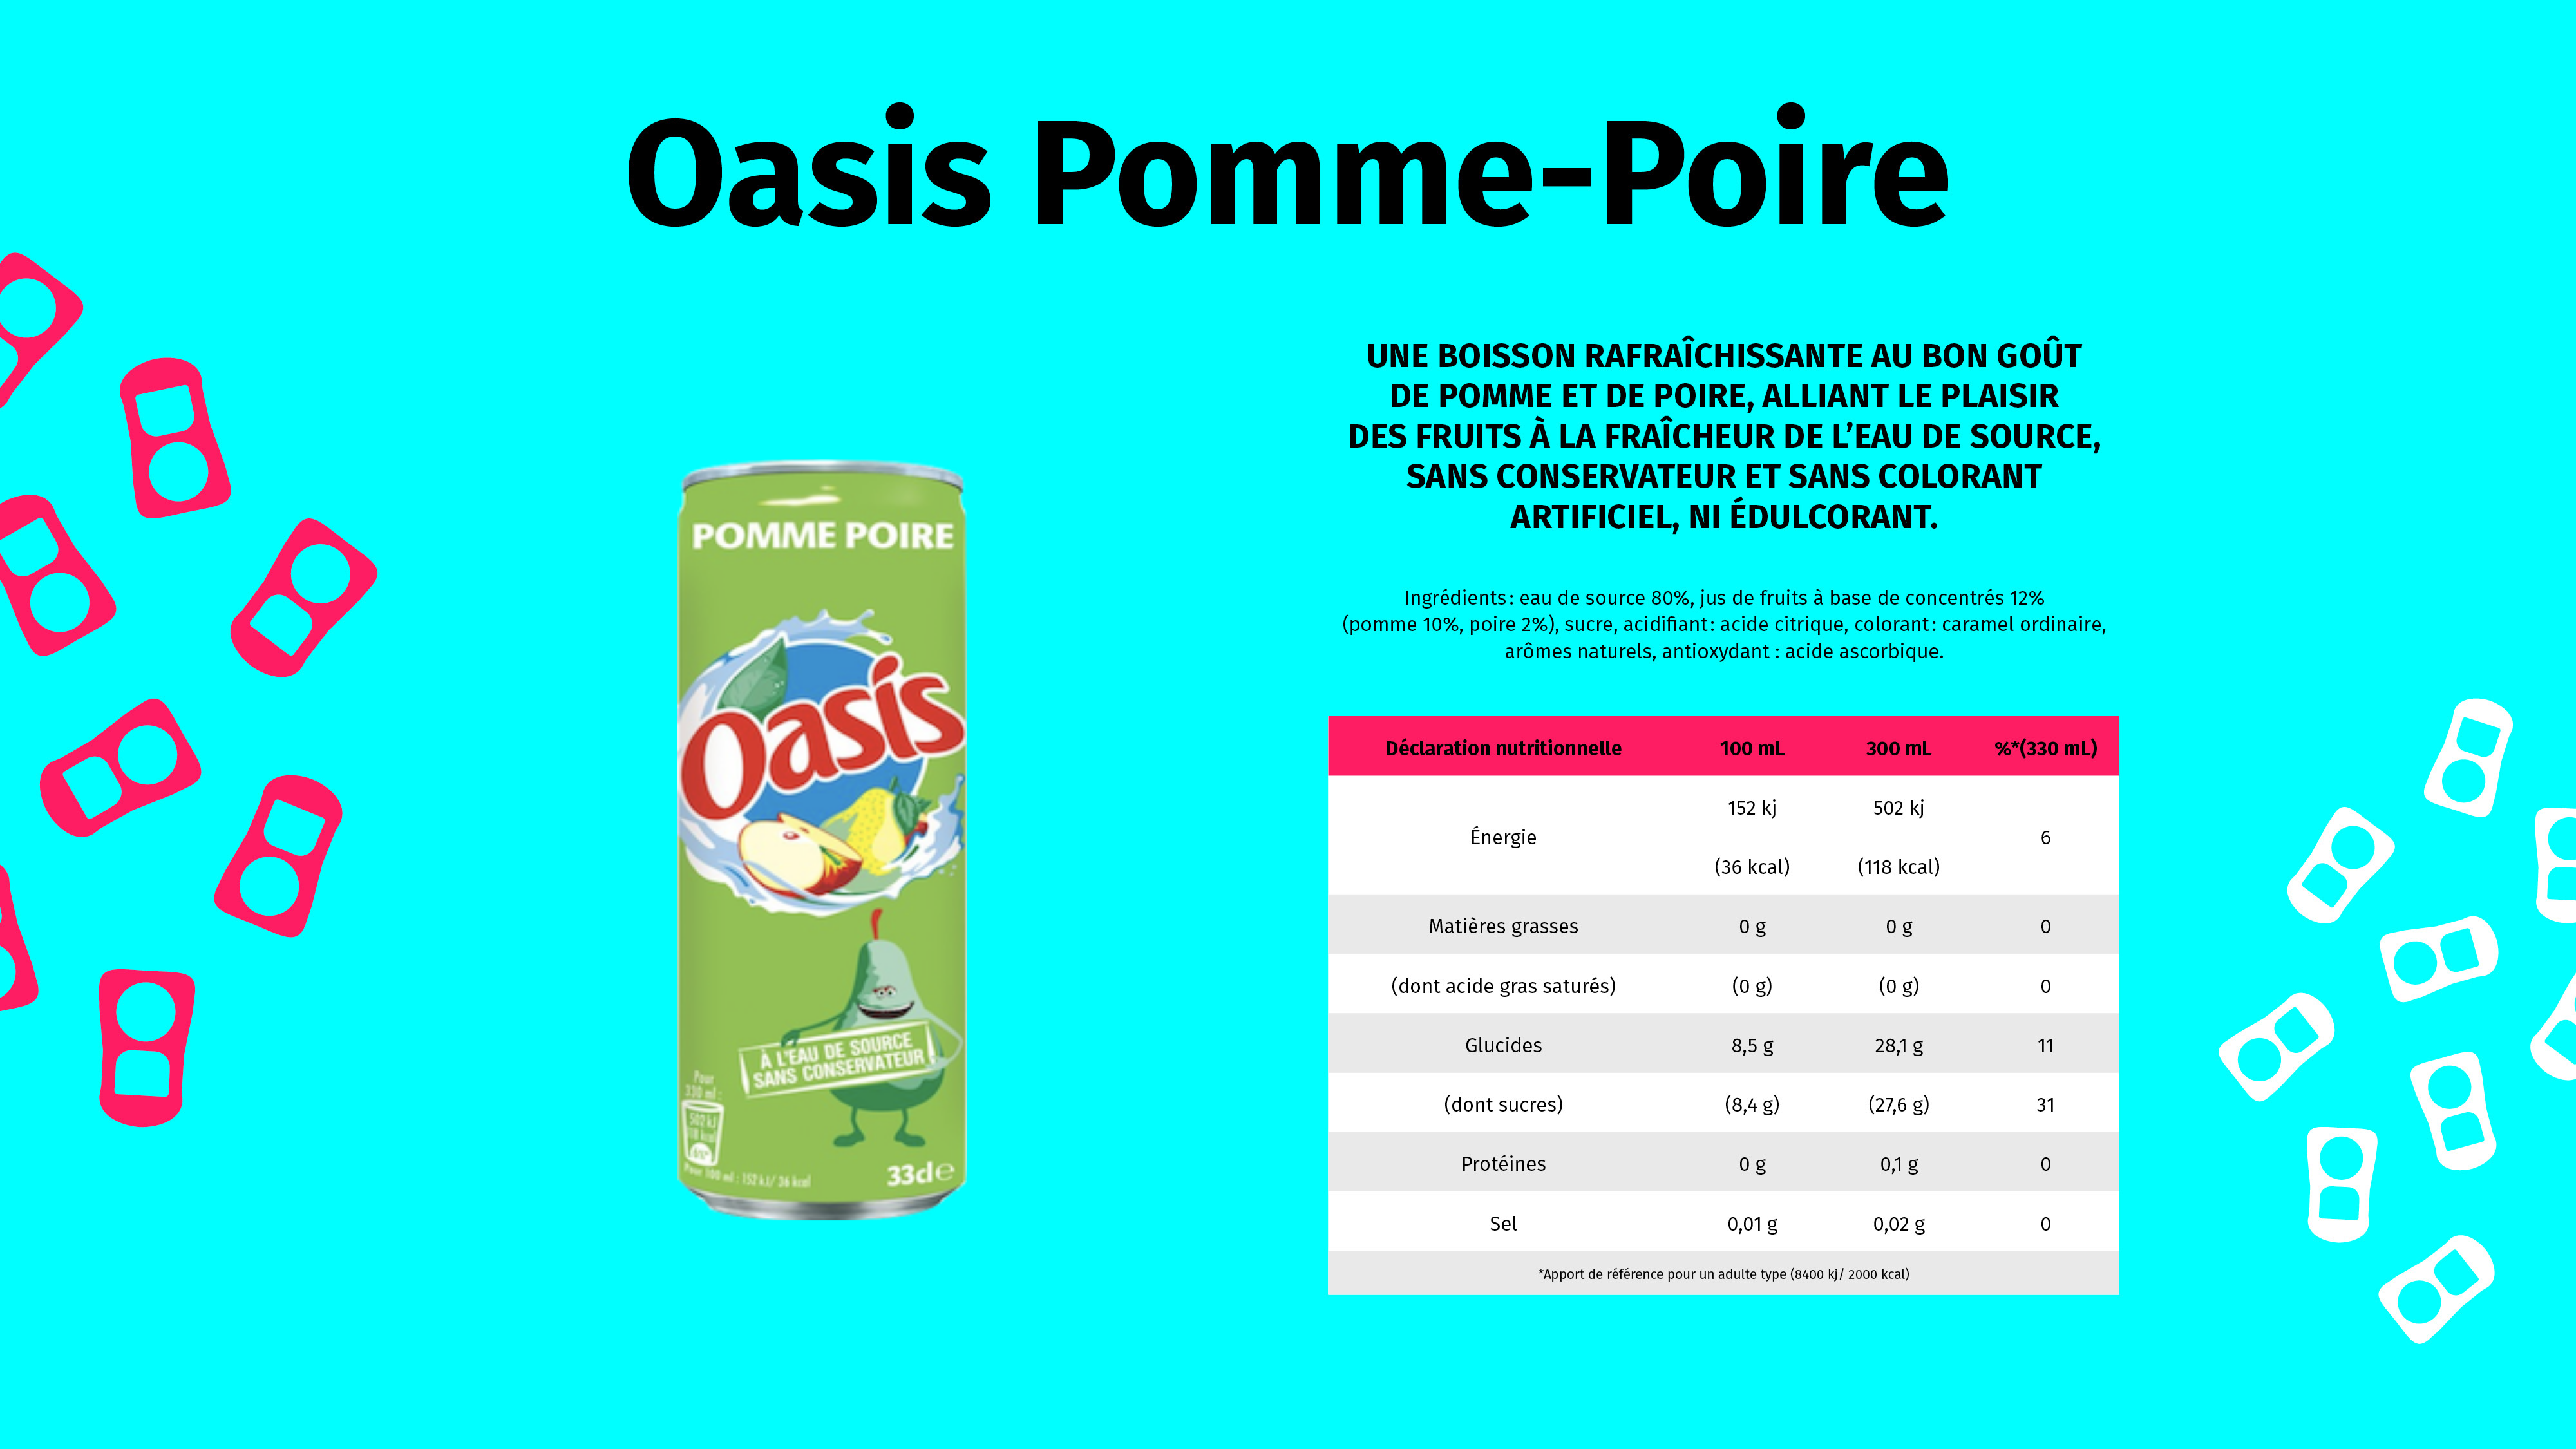 Oasis Pomme-Poire
UNE BOISSON RAFRAÎCHISSANTE AU BON GOÛT
DE POMME ET DE POIRE, ALLIANT LE PLAISIR
DES FRUITS À LA FRAÎCHEUR DE L’EAU DE SOURCE,
SANS CONSERVATEUR ET SANS COLORANT
ARTIFICIEL, NI ÉDULCORANT.
Ingrédients : eau de source 80%, jus de fruits à base de concentrés 12%
(pomme 10%, poire 2%), sucre, acidifiant : acide citrique, colorant : caramel ordinaire,
arômes naturels, antioxydant : acide ascorbique.
POMME POIRE
Oasis
À L'EAU DE SOURCE
SANS CONSERVATEUR
Pour
330 ml :
502 kJ
118 kcal
Pour 100 ml : 152 kJ/ 36 kcal
33cl e
Déclaration nutritionnelle 100 mL 300 mL %*(330 mL)
Énergie 152 kj (36 kcal) 502 kj (118 kcal) 6
Matières grasses 0 g 0 g 0
(dont acide gras saturés) (0 g) (0 g) 0
Glucides 8,5 g 28,1 g 11
(dont sucres) (8,4 g) (27,6 g) 31
Protéines 0 g 0,1 g 0
Sel 0,01 g 0,02 g 0
*Apport de référence pour un adulte type (8400 kj/ 2000 kcal)